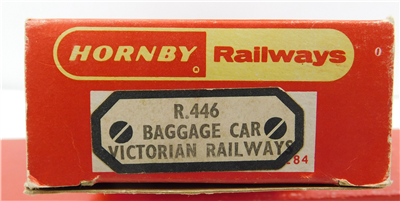 HORNBY Railways
R.446
BAGGAGE CAR
VICTORIAN RAILWAYS